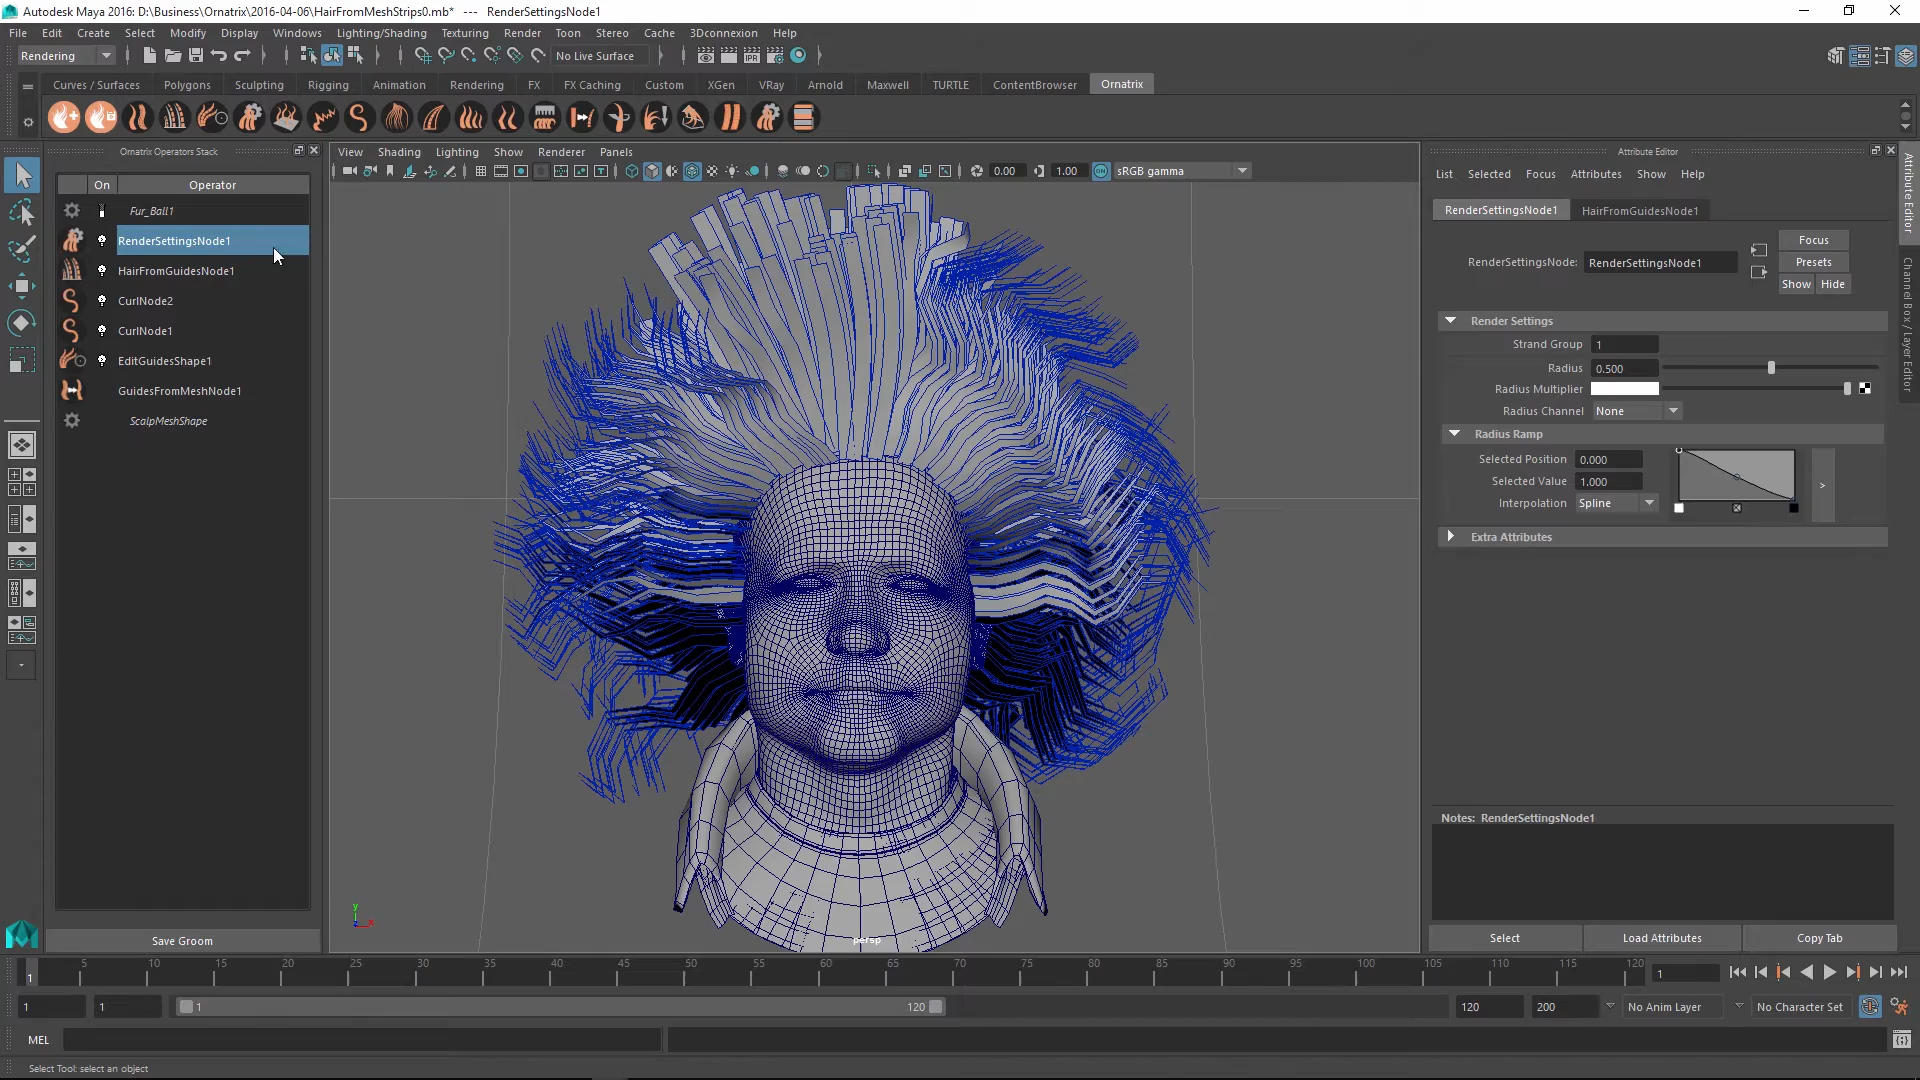 Autodesk Maya 2016: D:\Business\Ornatrix\2016-04-06\HairFromMeshStrips0.mb* --- RenderSettingsNode1
File Edit Create Select Modify Display Windows Lighting/Shading Texturing Render Toon Stereo Cache 3Dconnexion Help
Rendering No Live Surface
Curves / Surfaces Polygons Sculpting Rigging Animation Rendering FX FX Caching Custom XGen VRay Arnold Maxwell TURTLE ContentBrowser Ornatrix
Ornatrix Operators Stack
On Operator
Fur_Ball1
RenderSettingsNode1
HairFromGuidesNode1
CurlNode2
CurlNode1
EditGuidesShape1
GuidesFromMeshNode1
ScalpMeshShape
Save Groom
View Shading Lighting Show Renderer Panels
0.00 1.00 ON sRGB gamma
y
x
persp
Attribute Editor
List Selected Focus Attributes Show Help
RenderSettingsNode1 HairFromGuidesNode1
Focus
RenderSettingsNode: RenderSettingsNode1
Presets
Show Hide
Render Settings
Strand Group 1
Radius 0.500
Radius Multiplier
Radius Channel None
Radius Ramp
Selected Position 0.000
Selected Value 1.000
>
Interpolation Spline
Extra Attributes
Notes: RenderSettingsNode1
Select Load Attributes Copy Tab
Attribute Editor
Channel Box / Layer Editor
1 5 10 15 20 25 30 35 40 45 50 55 60 65 70 75 80 85 90 95 100 105 110 115 120 1
1 1 1 120 120 200 No Anim Layer No Character Set
MEL
Select Tool: select an object